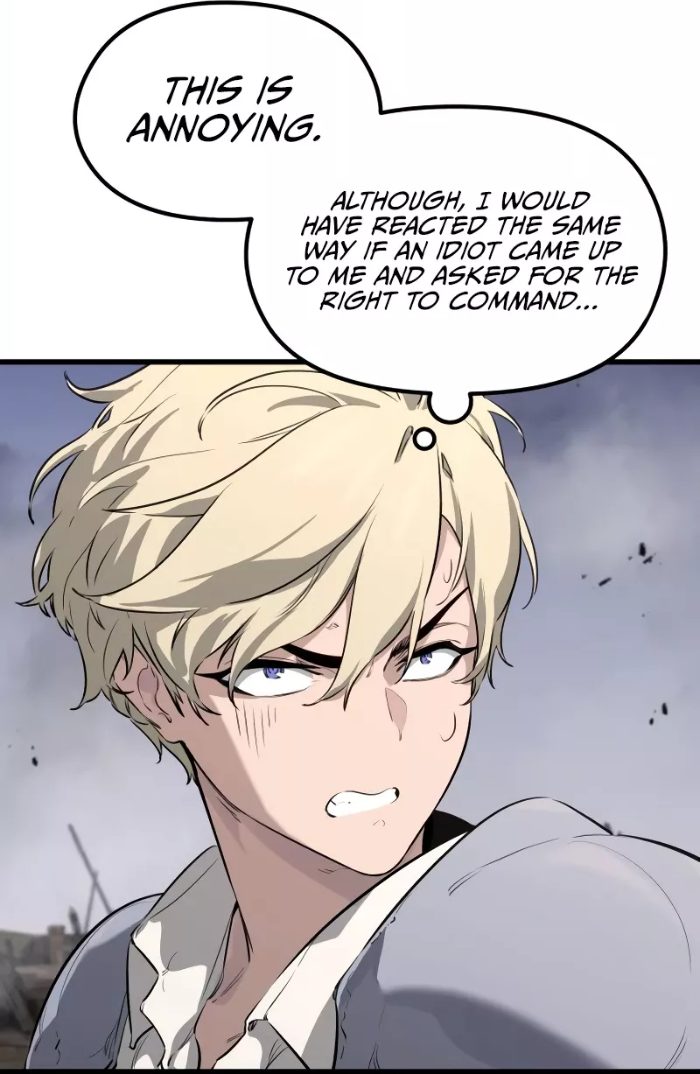 THIS IS
ANNOYING.
ALTHOUGH, I WOULD
HAVE REACTED THE SAME
WAY IF AN IDIOT CAME UP
TO ME AND ASKED FOR THE
RIGHT TO COMMAND...